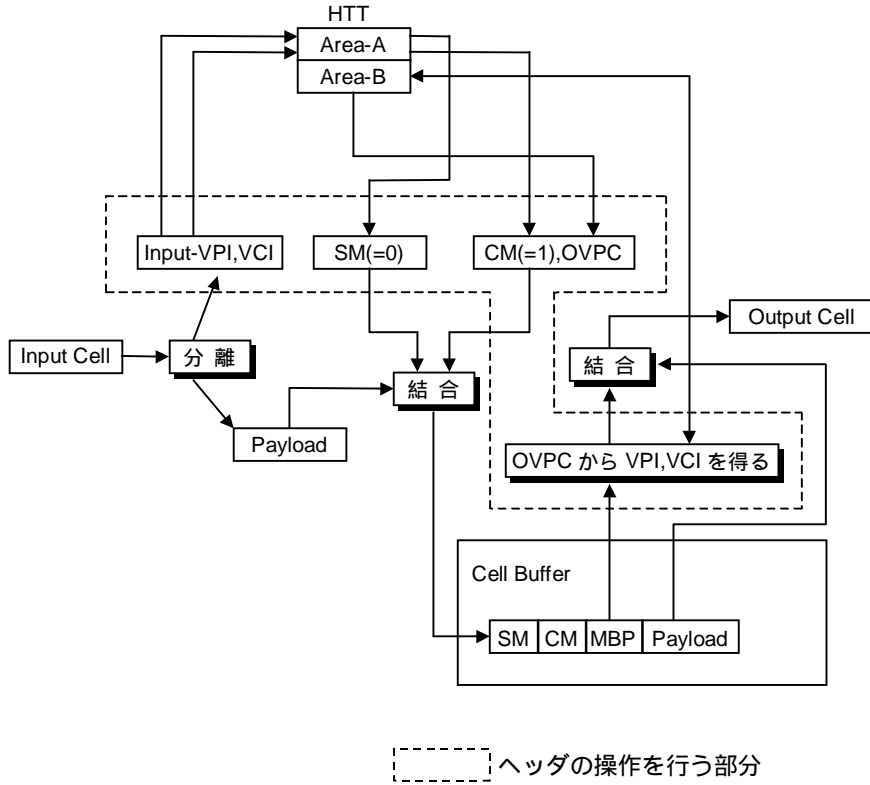 HTT
Area-A
Area-B
Input-VPI,VCI
SM(=0)
CM(=1),OVPC
Output Cell
Input Cell
分 離
結 合
結 合
Payload
OVPC から VPI,VCI を得る
Cell Buffer
SM CM MBP Payload
ヘッダの操作を行う部分